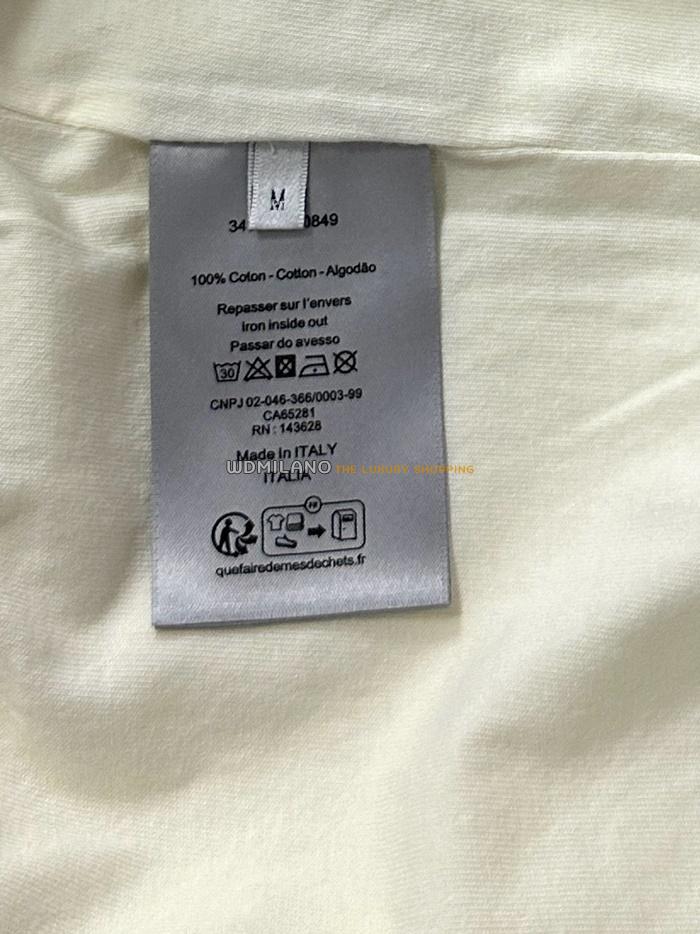 M
34 0849
100% Coton - Cotton - Algodão
Repasser sur l'envers
Iron inside out
Passar do avesso
30
CNPJ 02-046-366/0003-99
CA65281
RN : 143628
Made in ITALY
WDMILANO THE LUXURY SHOPPING
ITALIA
FR
quefairedemesdechets.fr